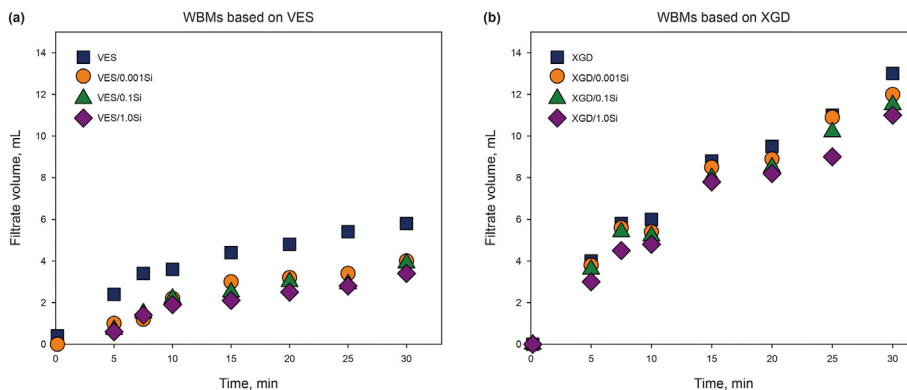 (a)
WBMs based on VES
14
12
10
8
6
4
2
0
Filtrate volume, mL
VES
VES/0.001Si
VES/0.1Si
VES/1.0Si
0 5 10 15 20 25 30
Time, min
(b)
WBMs based on XGD
14
12
10
8
6
4
2
0
Filtrate volume, mL
XGD
XGD/0.001Si
XGD/0.1Si
XGD/1.0Si
0 5 10 15 20 25 30
Time, min